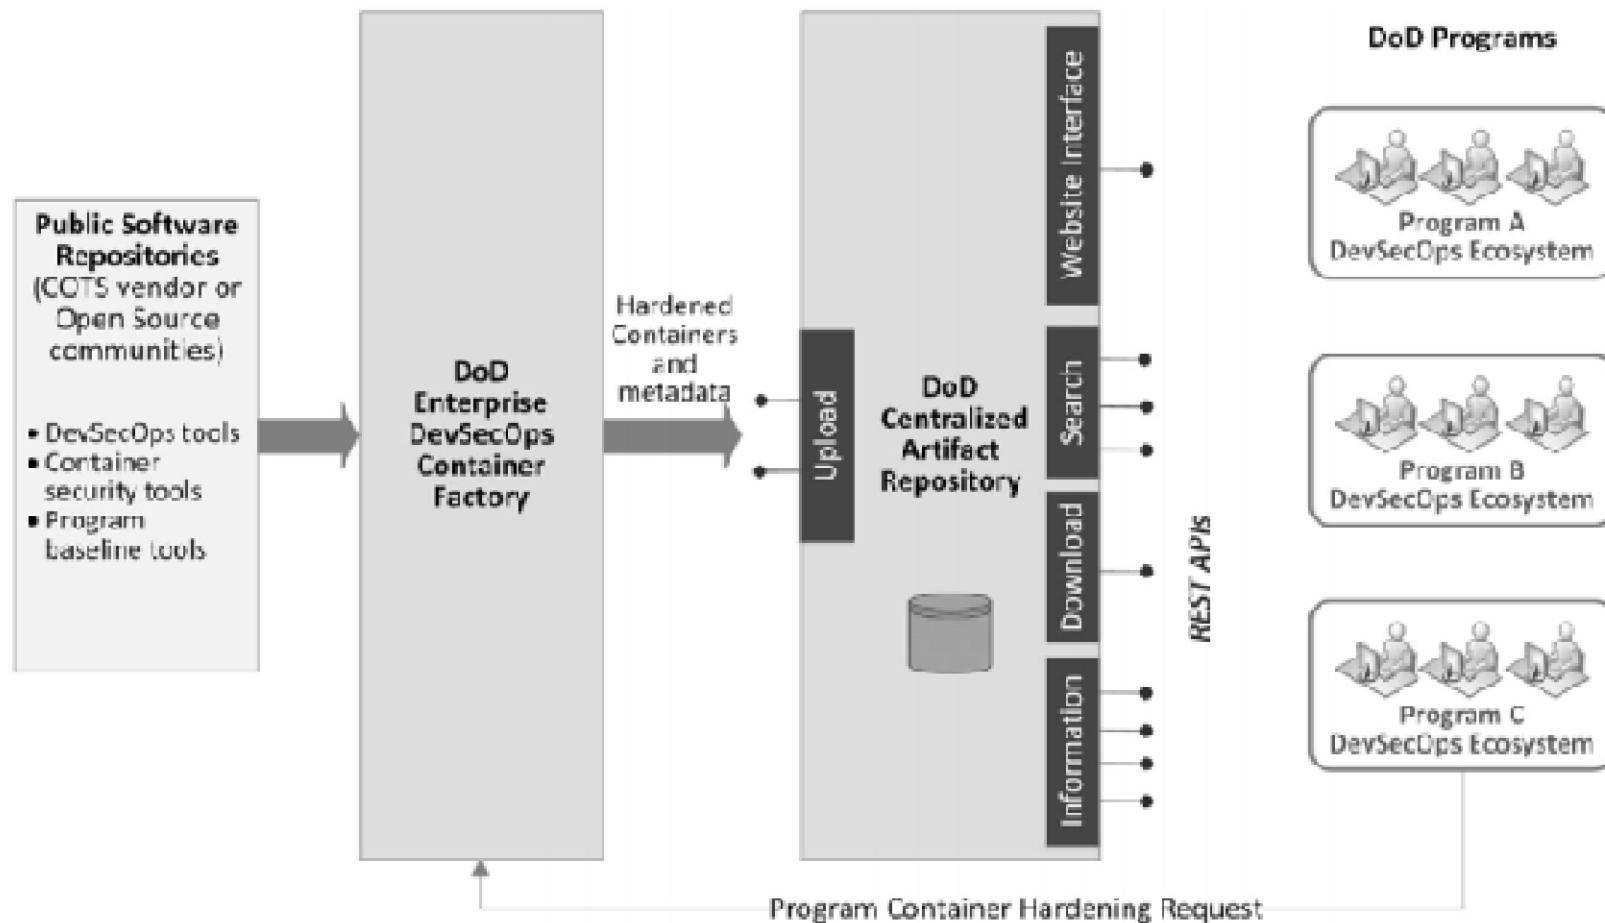 Public Software
Repositories
(COTS vendor or
Open Source
communities)
• DevSecOps tools
• Container
security tools
• Program
baseline tools
DoD
Enterprise
DevSecOps
Container
Factory
Hardened
Containers
and
metadata
Upload
DoD
Centralized
Artifact
Repository
Website Interface
Search
Download
Information
REST APIs
DoD Programs
Program A
DevSecOps Ecosystem
Program B
DevSecOps Ecosystem
Program C
DevSecOps Ecosystem
Program Container Hardening Request